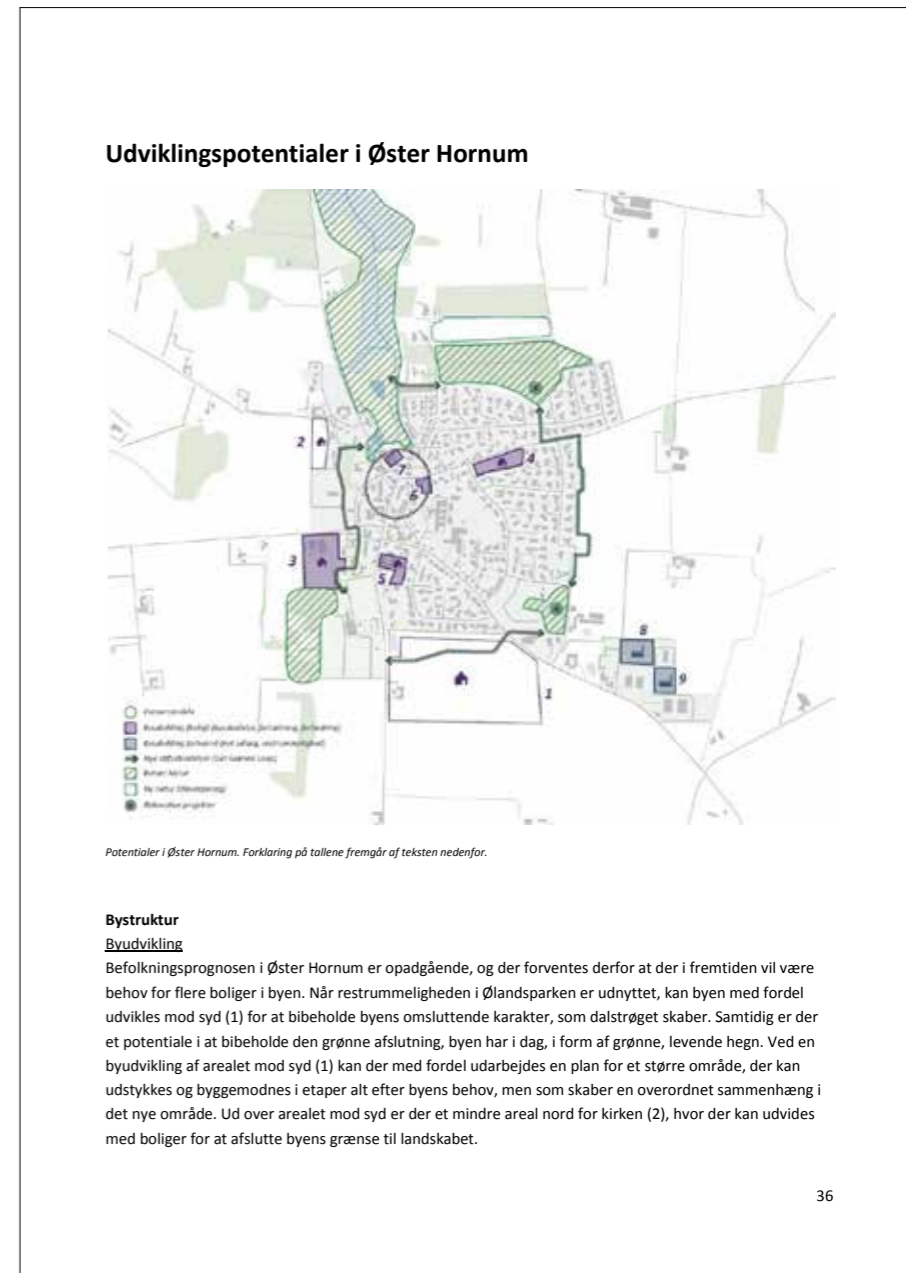 Udviklingspotentialer i Øster Hornum
2
7
4
6
3
5
8
9
1
Potentialer i Øster Hornum. Forklaring på tallene fremgår af teksten nedenfor.
Bystruktur
Byudvikling
Befolkningsprognosen i Øster Hornum er opadgående, og der forventes derfor at der i fremtiden vil være
behov for flere boliger i byen. Når restrummeligheden i Ølandsparken er udnyttet, kan byen med fordel
udvikles mod syd (1) for at bibeholde byens omsluttende karakter, som dalstrøget skaber. Samtidig er der
et potentiale i at bibeholde den grønne afslutning, byen har i dag, i form af grønne, levende hegn. Ved en
byudvikling af arealet mod syd (1) kan der med fordel udarbejdes en plan for et større område, der kan
udstykkes og byggemodnes i etaper alt efter byens behov, men som skaber en overordnet sammenhæng i
det nye område. Ud over arealet mod syd er der et mindre areal nord for kirken (2), hvor der kan udvides
med boliger for at afslutte byens grænse til landskabet.
36